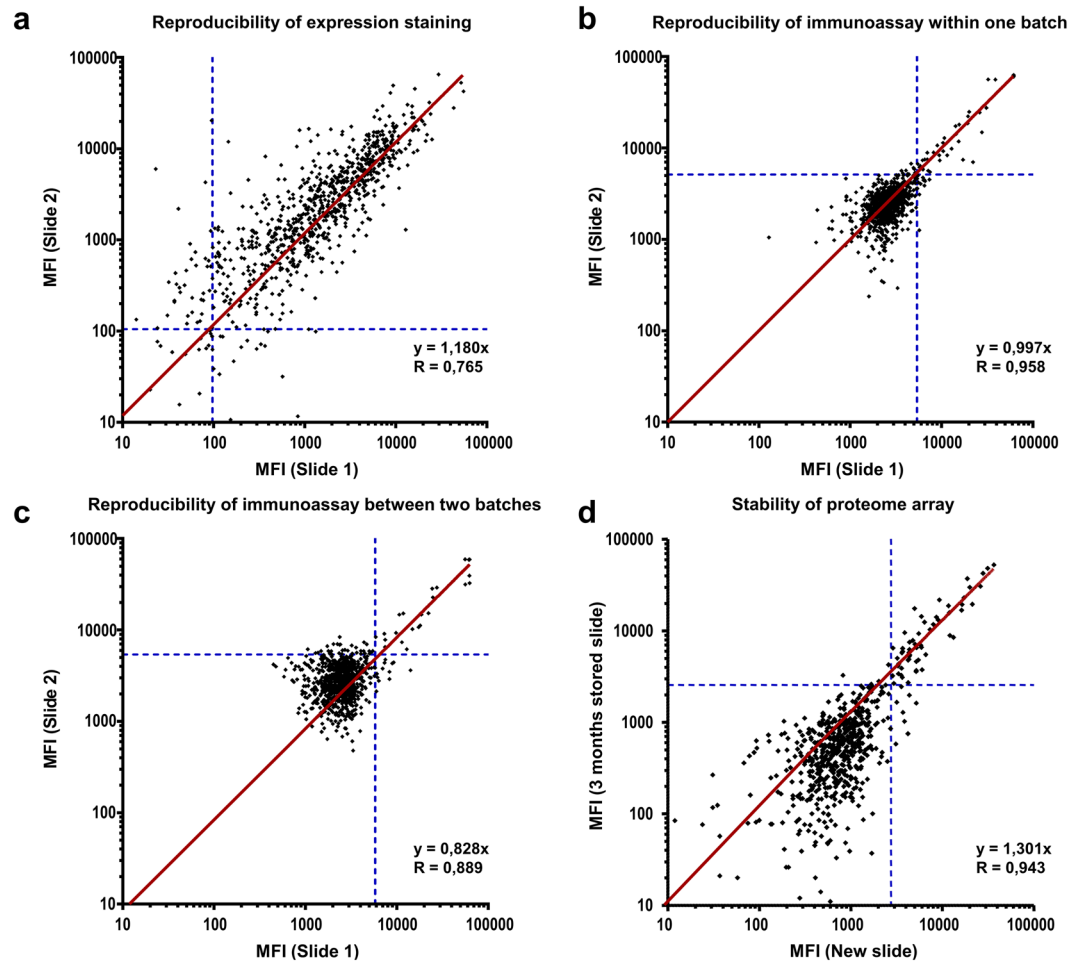 a
Reproducibility of expression staining
100000
10000
1000
100
10
MFI (Slide 2)
y = 1,180x
R = 0,765
10 100 1000 10000 100000
MFI (Slide 1)
b
Reproducibility of immunoassay within one batch
100000
10000
1000
100
10
MFI (Slide 2)
y = 0,997x
R = 0,958
10 100 1000 10000 100000
MFI (Slide 1)
c
Reproducibility of immunoassay between two batches
100000
10000
1000
100
10
MFI (Slide 2)
y = 0,828x
R = 0,889
10 100 1000 10000 100000
MFI (Slide 1)
d
Stability of proteome array
100000
10000
1000
100
10
MFI (3 months stored slide)
y = 1,301x
R = 0,943
10 100 1000 10000 100000
MFI (New slide)